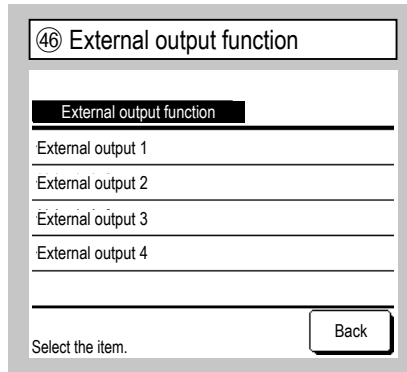 ㊻ External output function
External output function
External output 1
External output 2
External output 3
External output 4
Select the item.
Back